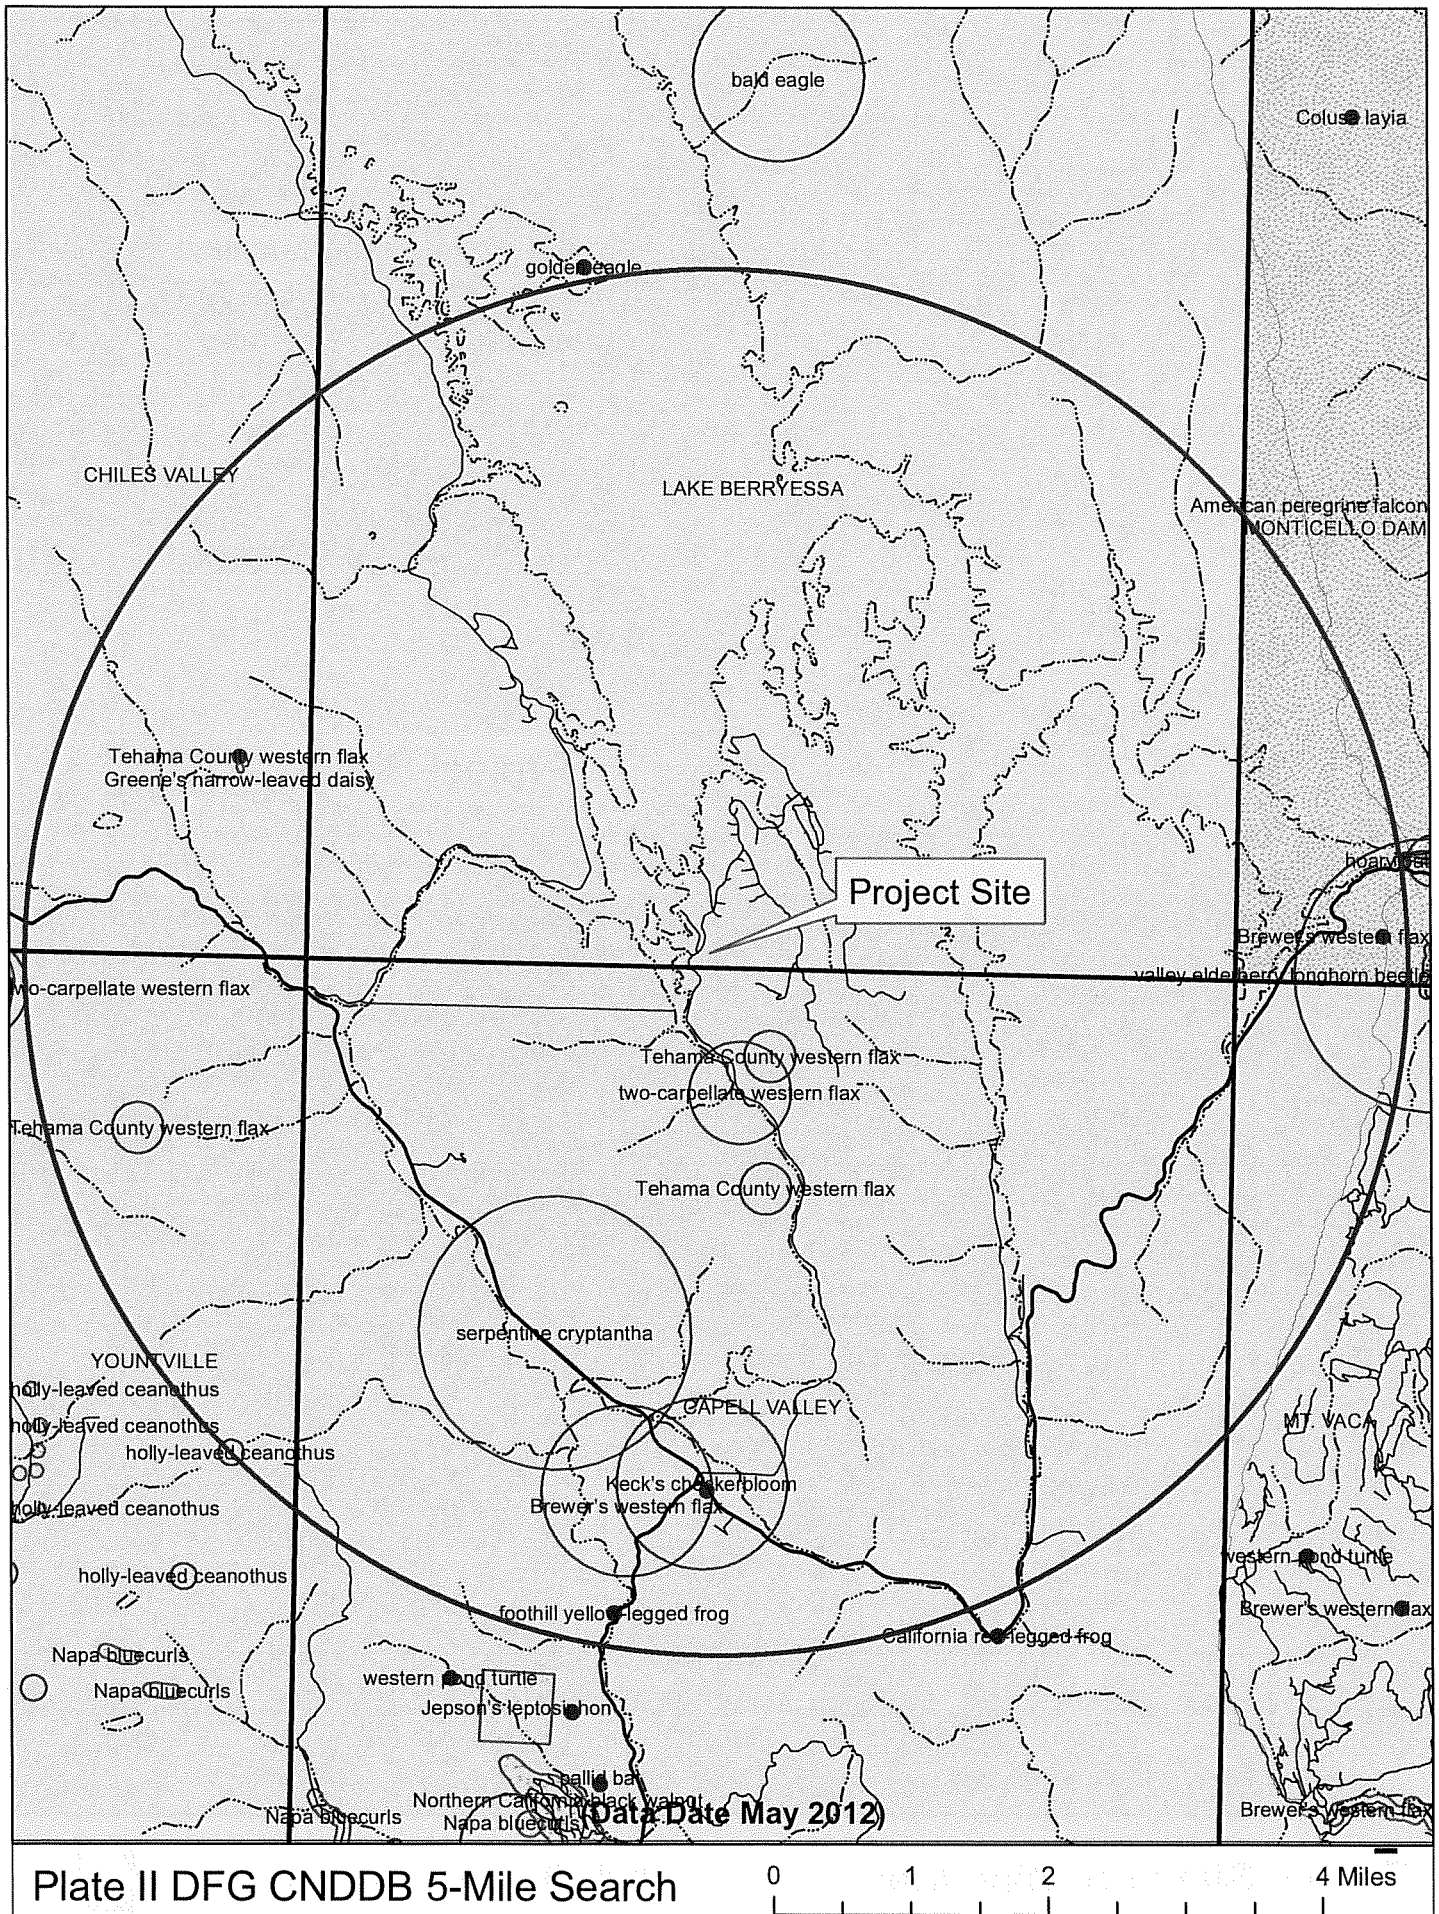 bald eagle
Colusa layia
golden eagle
CHILES VALLEY
LAKE BERRYESSA
American peregrine falcon
MONTICELLO DAM
Tehama County western flax
Greene's narrow-leaved daisy
hoary bat
Project Site
Brewer's western flax
valley elderberry longhorn beetle
two-carpellate western flax
Tehama County western flax
two-carpellate western flax
Tehama County western flax
Tehama County western flax
serpentine cryptantha
YOUNTVILLE
holly-leaved ceanothus
CAPELL VALLEY
MT. VACA
holly-leaved ceanothus
holly-leaved ceanothus
Keck's checkerbloom
Brewer's western flax
holly-leaved ceanothus
western pond turtle
holly-leaved ceanothus
Brewer's western flax
foothill yellow-legged frog
California red-legged frog
Napa bluecurls
western pond turtle
Napa bluecurls
Jepson's leptosiphon
pallid bat
Northern California black walnut
Napa bluecurls
Napa bluecurls
(Data Date May 2012)
Brewer's western flax
Plate II DFG CNDDB 5-Mile Search
0 1 2 4 Miles